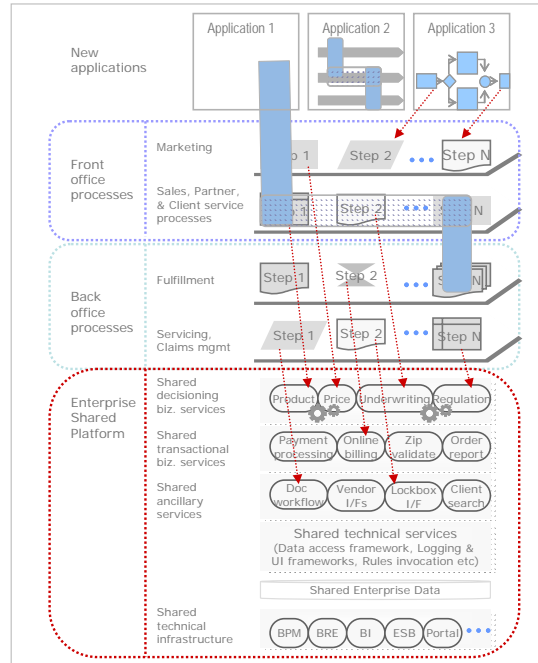 Application 1
Application 2
Application 3
New
applications
Front
office
processes
Marketing
Step 2
Step N
Sales, Partner,
& Client service
processes
Step 2
Back
office
processes
Fulfillment
Step 1
Step 2
Servicing,
Claims mgmt
Step 1
Step 2
Step N
Enterprise
Shared
Platform
Shared
decisioning
biz. services
Product
Price
Underwriting
Regulation
Shared
transactional
biz. services
Payment
processing
Online
billing
Zip
validate
Order
report
Shared
ancillary
services
Doc
workflow
Vendor
I/Fs
Lockbox
I/F
Client
search
Shared technical services
(Data access framework, Logging &
UI frameworks, Rules invocation etc)
Shared Enterprise Data
Shared
technical
infrastructure
BPM
BRE
BI
ESB
Portal